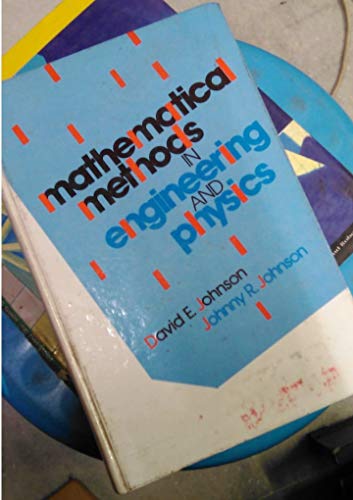 mathematical
methods
IN
engineering
AND
physics
David E. Johnson
Johnny R. Johnson